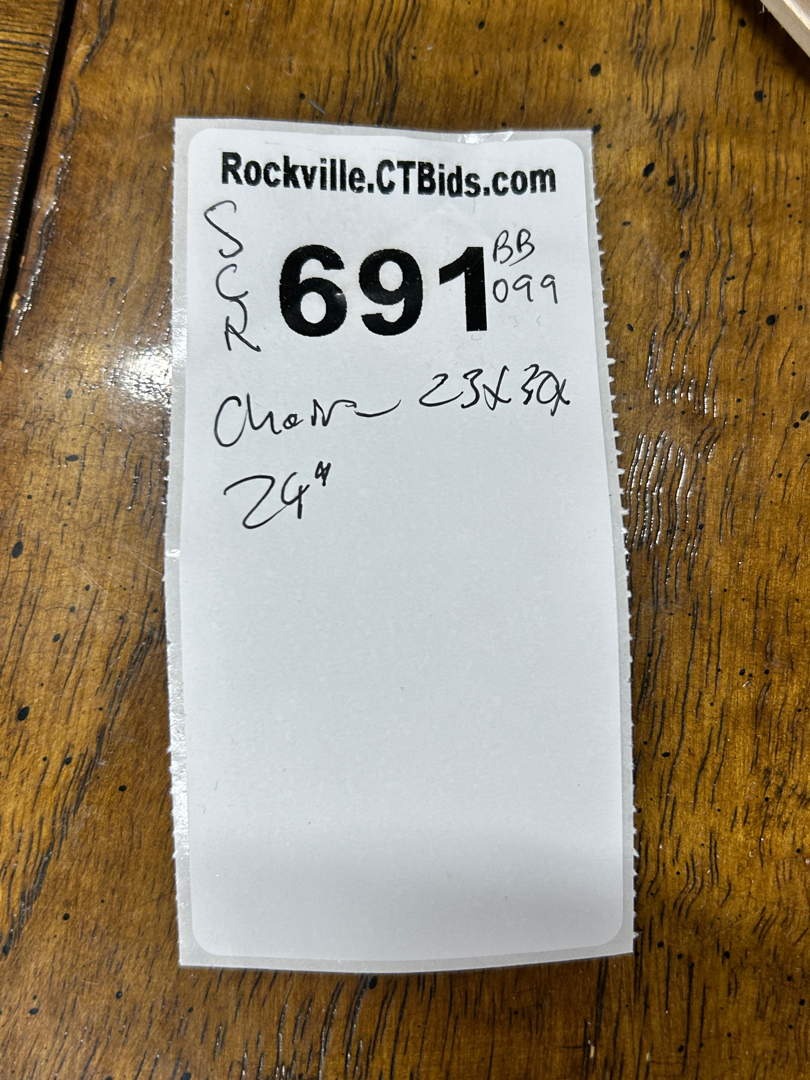 Rockville.CTBids.com
SCR
691
BB
099
Chair 23x30x
24"